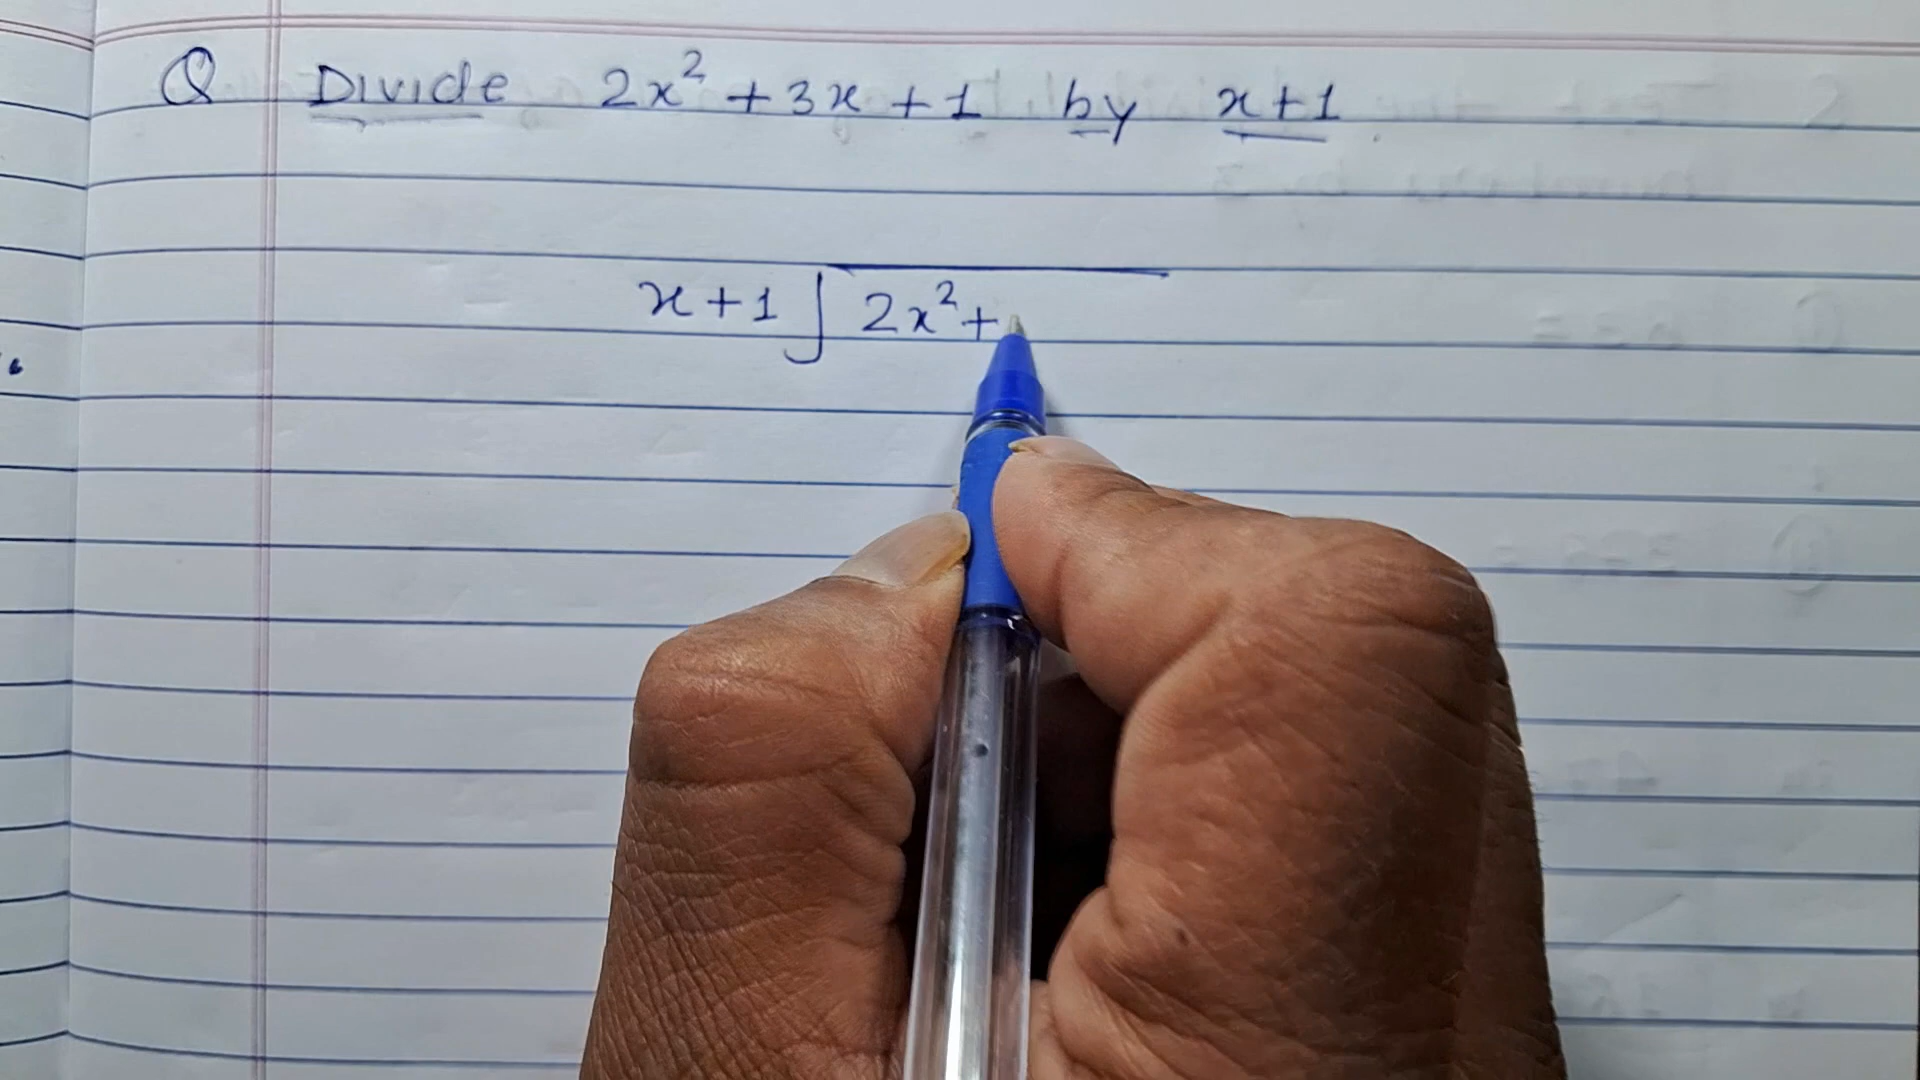 Q Divide 2x² + 3x + 1 by x+1.
x+1 ⟌ 2x² +